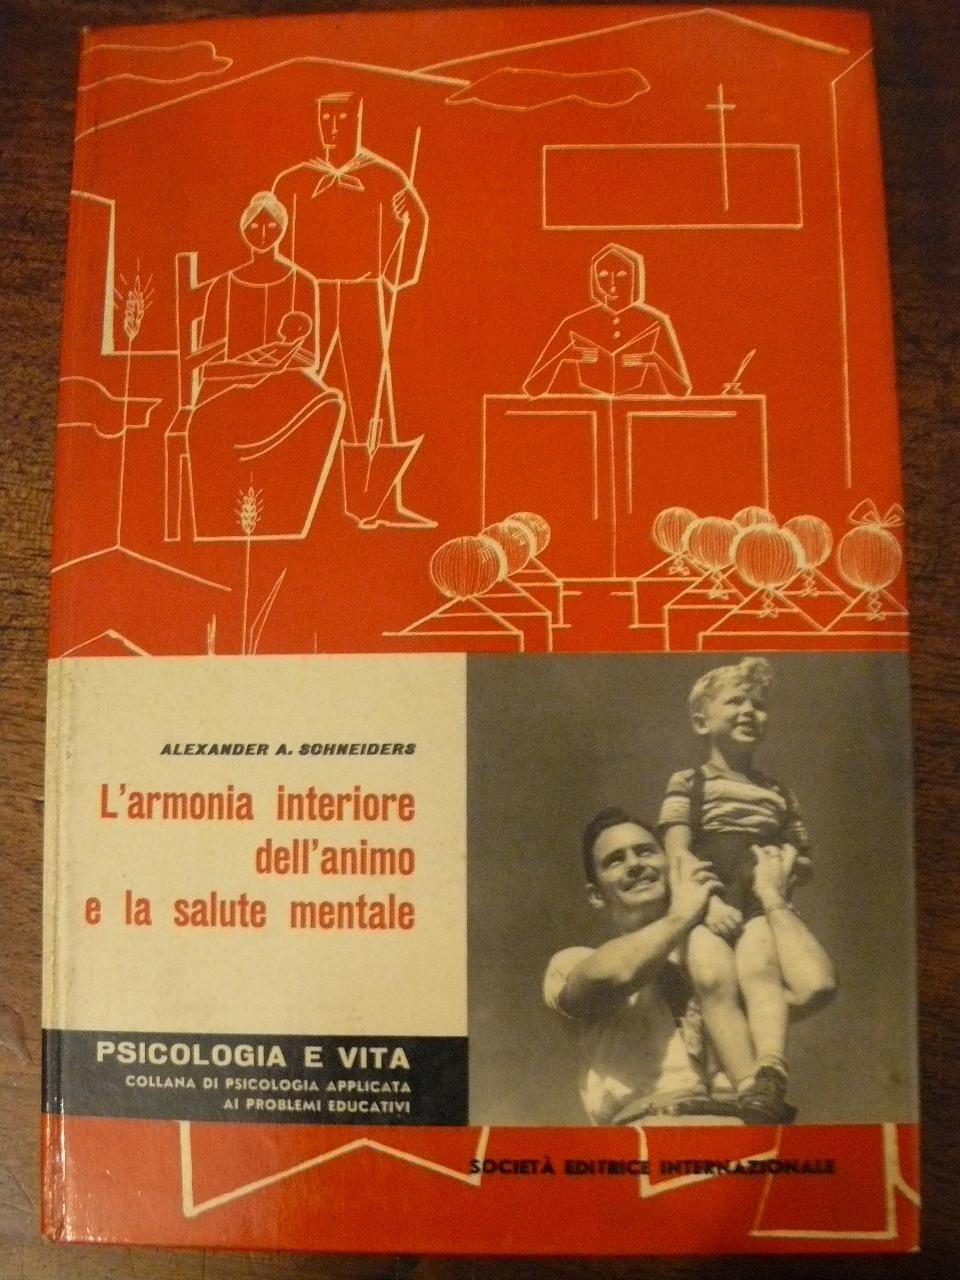 ALEXANDER A. SCHNEIDERS
L'armonia interiore
dell'animo
e la salute mentale
PSICOLOGIA E VITA
COLLANA DI PSICOLOGIA APPLICATA
AI PROBLEMI EDUCATIVI
SOCIETÀ EDITRICE INTERNAZIONALE